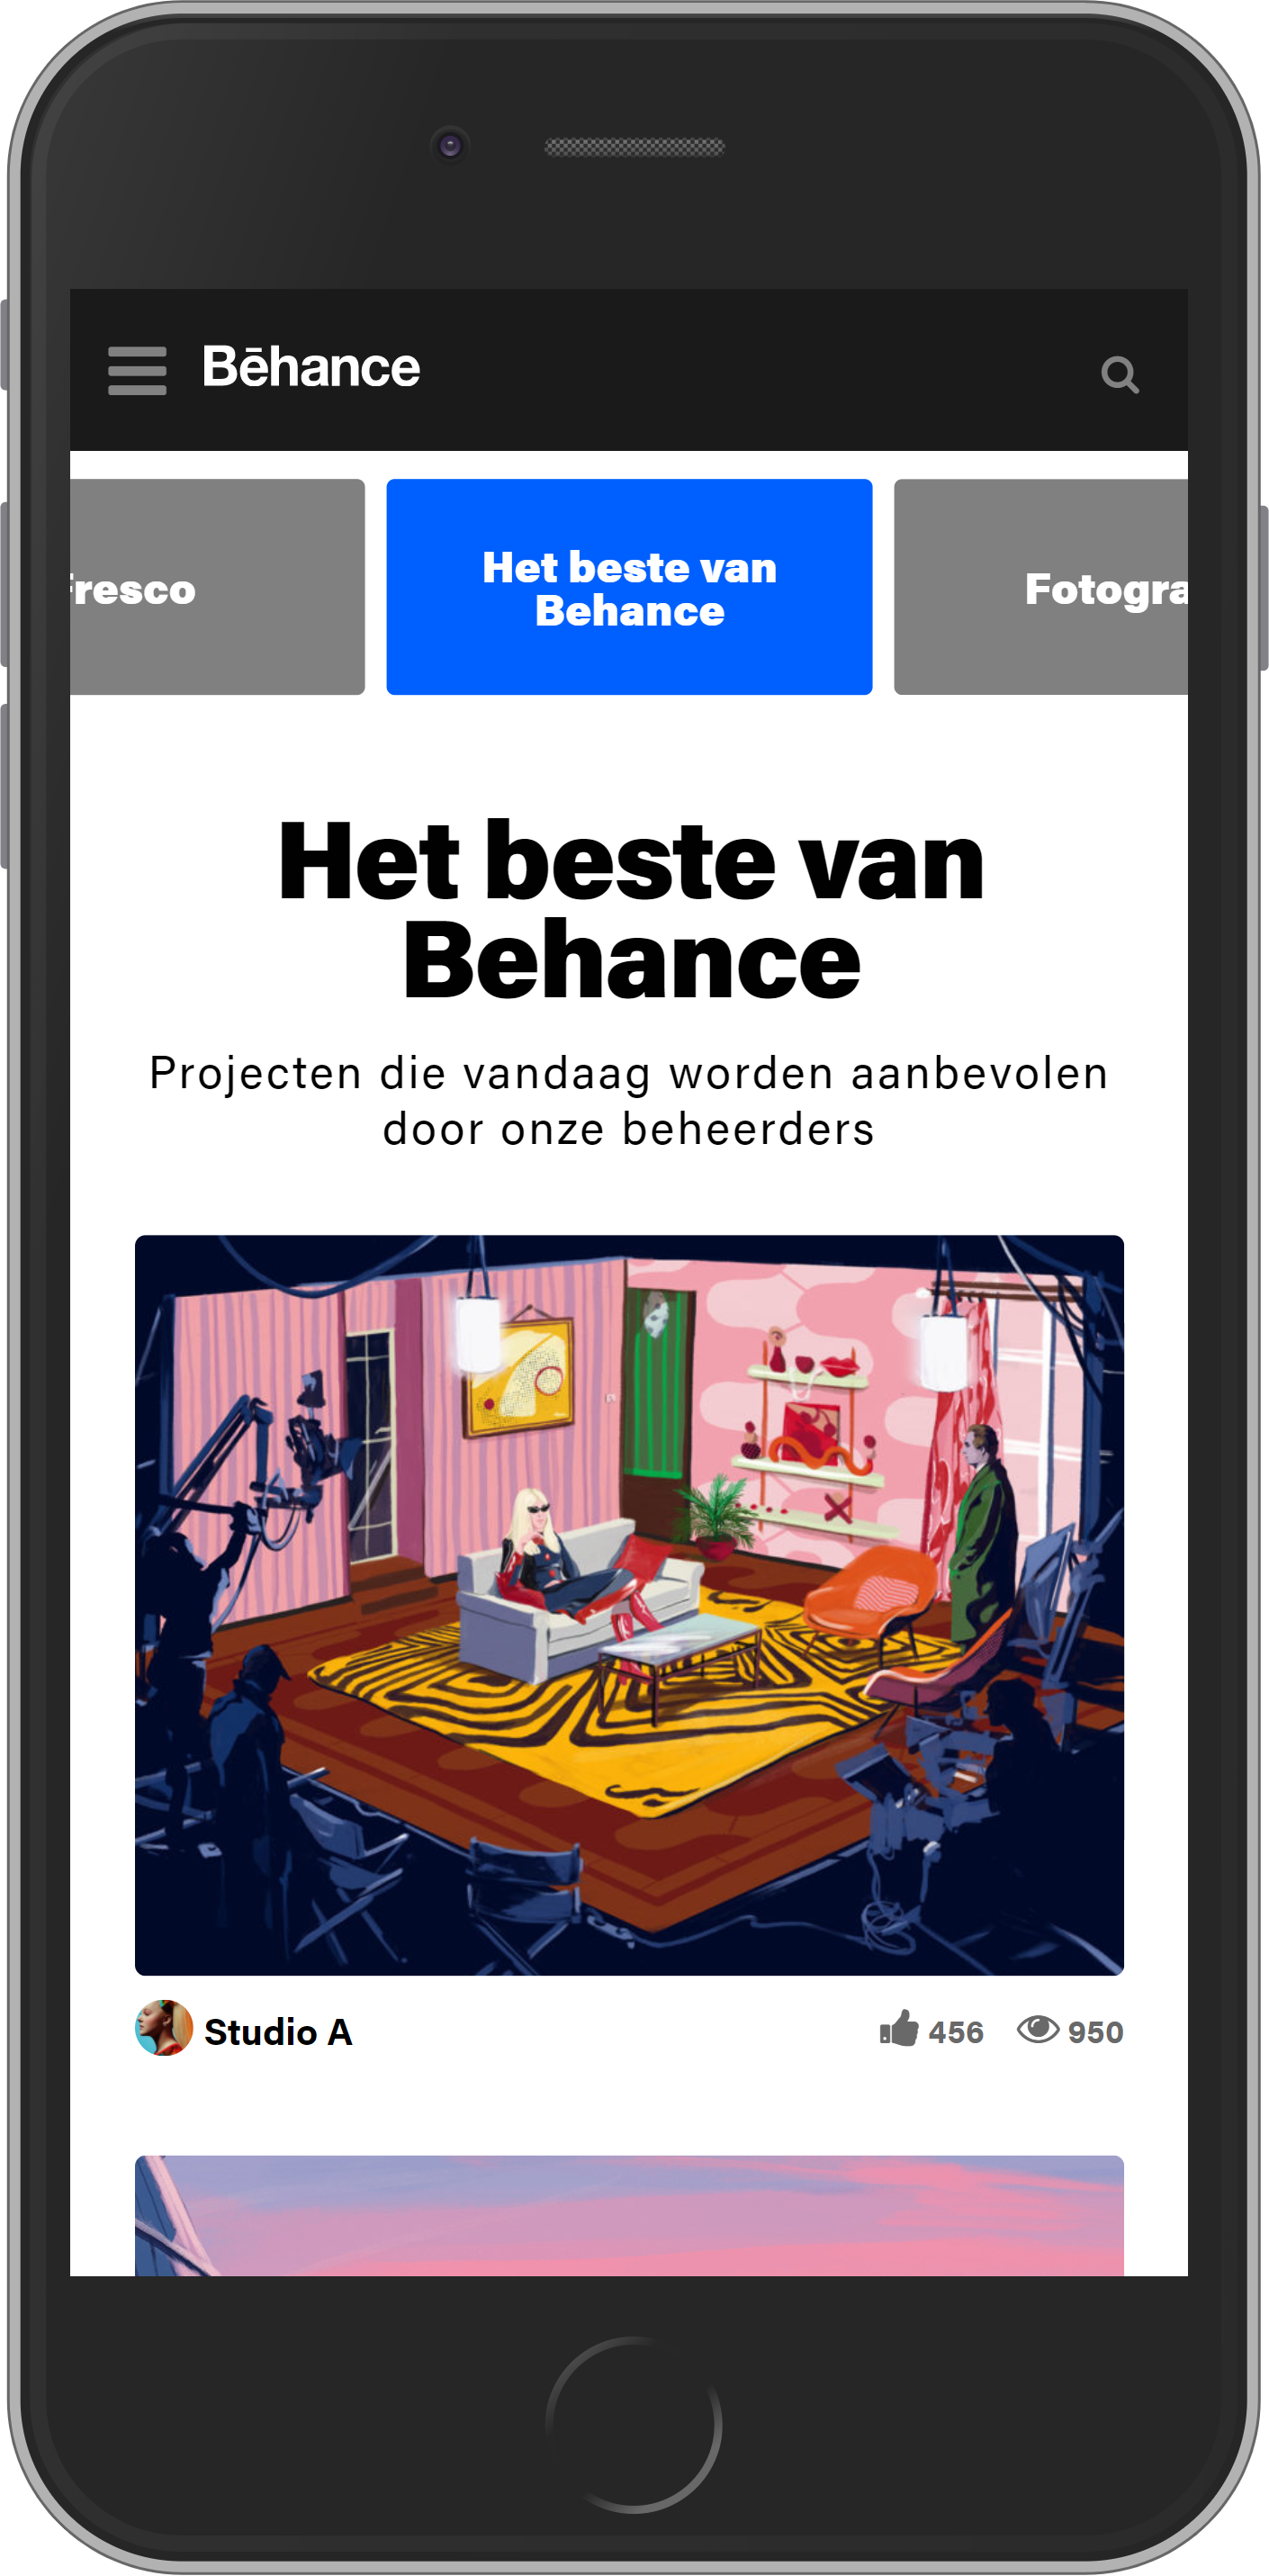 Bēhance
Fresco
Het beste van
Behance
Fotogra
Het beste van
Behance
Projecten die vandaag worden aanbevolen
door onze beheerders
Studio A
456
950